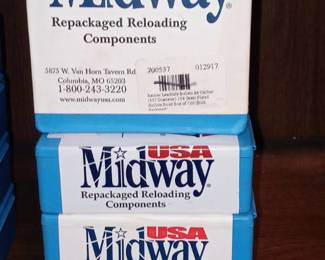 Midway®
Repackaged Reloading
Components
5875 W. Van Horn Tavern Rd
Columbia, MO 65203
1-800-243-3220
www.midwayusa.com
012917
USA
Midway®
Repackaged Reloading
Components
USA
Midway